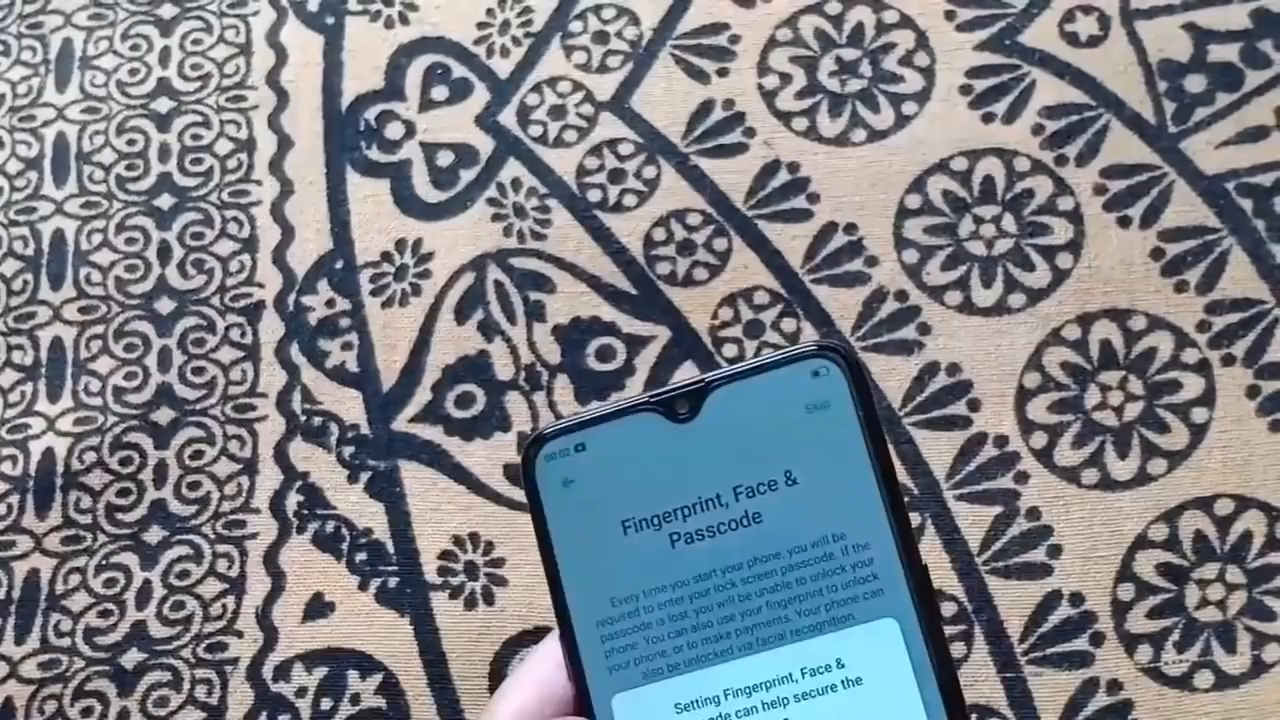 00:02
SKIP
Fingerprint, Face &
Passcode
Every time you start your phone, you will be
required to enter your lock screen passcode. If the
passcode is lost, you will be unable to unlock your
phone. You can also use your fingerprint to unlock
your phone, or to make payments. Your phone can
also be unlocked via facial recognition.
Setting Fingerprint, Face &
can help secure the